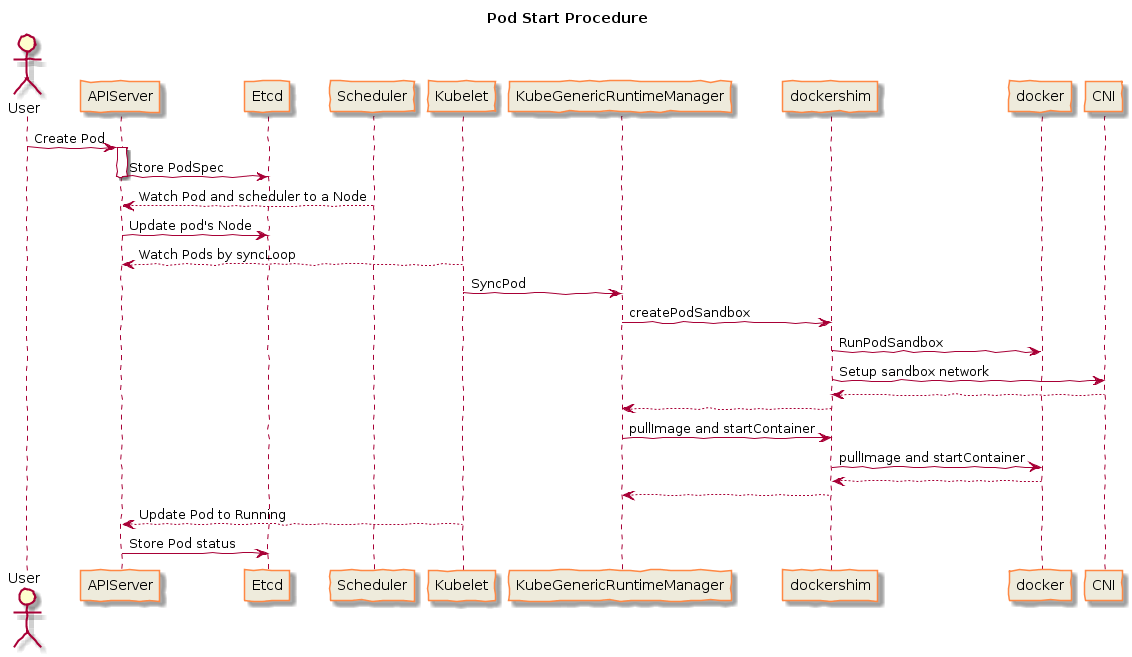 Pod Start Procedure
User
APIServer
Etcd
Scheduler
Kubelet
KubeGenericRuntimeManager
dockershim
docker
CNI
Create Pod
Store PodSpec
Watch Pod and scheduler to a Node
Update pod's Node
Watch Pods by syncLoop
SyncPod
createPodSandbox
RunPodSandbox
Setup sandbox network
pullImage and startContainer
pullImage and startContainer
Update Pod to Running
Store Pod status
User
APIServer
Etcd
Scheduler
Kubelet
KubeGenericRuntimeManager
dockershim
docker
CNI